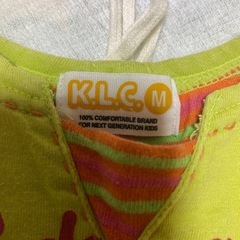 K.L.C. M
100% COMFORTABLE BRAND
FOR NEXT GENERATION KIDS